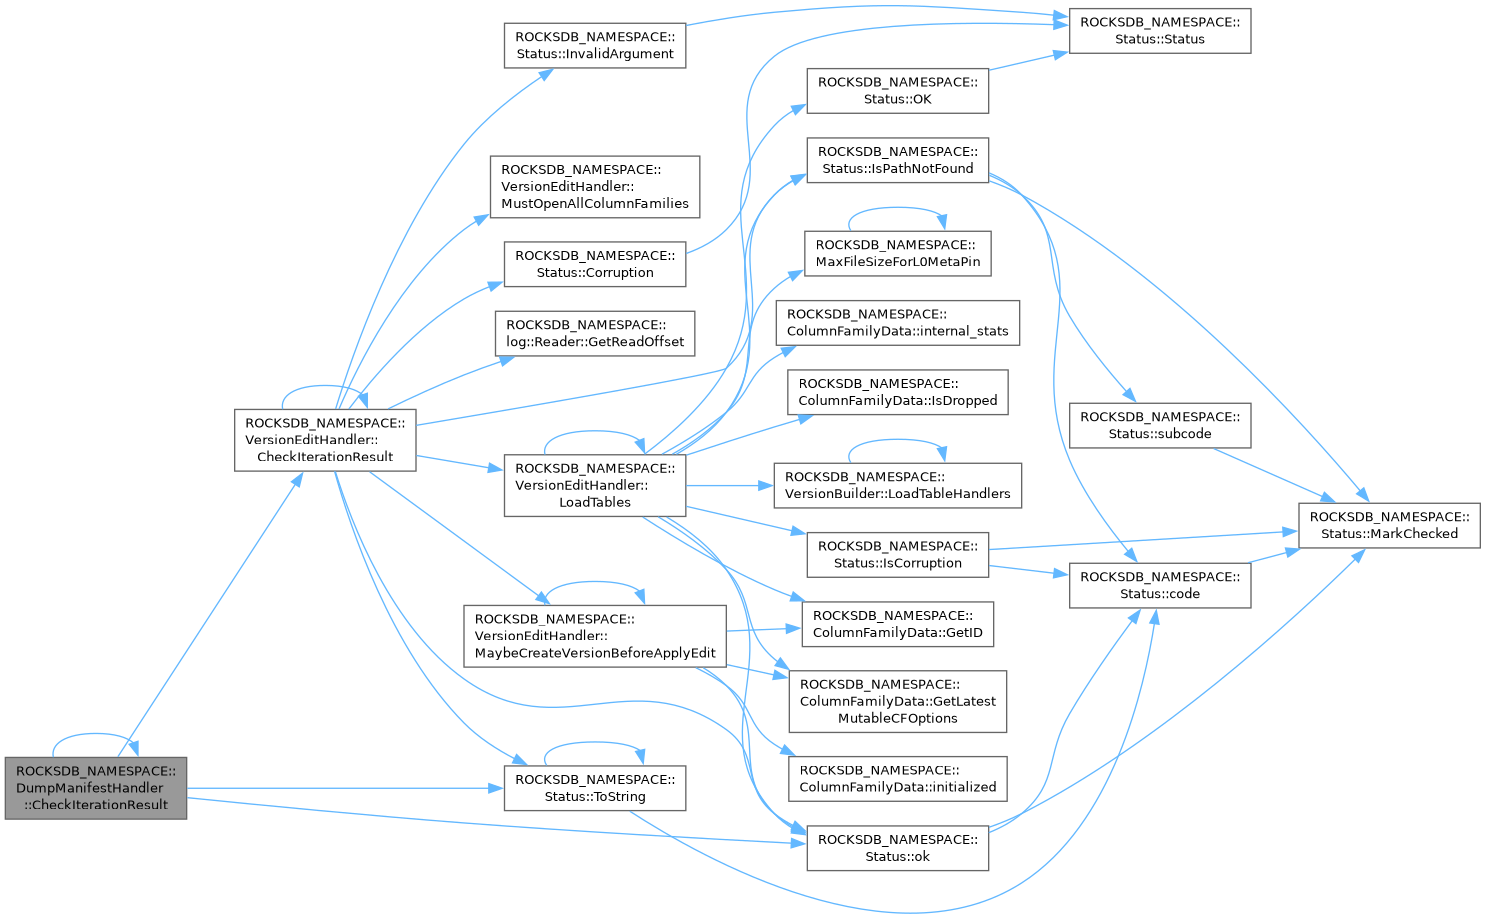 ROCKSDB_NAMESPACE::
DumpManifestHandler
::CheckIterationResult
ROCKSDB_NAMESPACE::
VersionEditHandler::
CheckIterationResult
ROCKSDB_NAMESPACE::
Status::InvalidArgument
ROCKSDB_NAMESPACE::
VersionEditHandler::
MustOpenAllColumnFamilies
ROCKSDB_NAMESPACE::
Status::Corruption
ROCKSDB_NAMESPACE::
log::Reader::GetReadOffset
ROCKSDB_NAMESPACE::
VersionEditHandler::
LoadTables
ROCKSDB_NAMESPACE::
VersionEditHandler::
MaybeCreateVersionBeforeApplyEdit
ROCKSDB_NAMESPACE::
Status::ToString
ROCKSDB_NAMESPACE::
Status::OK
ROCKSDB_NAMESPACE::
Status::IsPathNotFound
ROCKSDB_NAMESPACE::
MaxFileSizeForL0MetaPin
ROCKSDB_NAMESPACE::
ColumnFamilyData::internal_stats
ROCKSDB_NAMESPACE::
ColumnFamilyData::IsDropped
ROCKSDB_NAMESPACE::
VersionBuilder::LoadTableHandlers
ROCKSDB_NAMESPACE::
Status::IsCorruption
ROCKSDB_NAMESPACE::
ColumnFamilyData::GetID
ROCKSDB_NAMESPACE::
ColumnFamilyData::GetLatest
MutableCFOptions
ROCKSDB_NAMESPACE::
ColumnFamilyData::initialized
ROCKSDB_NAMESPACE::
Status::ok
ROCKSDB_NAMESPACE::
Status::Status
ROCKSDB_NAMESPACE::
Status::subcode
ROCKSDB_NAMESPACE::
Status::code
ROCKSDB_NAMESPACE::
Status::MarkChecked